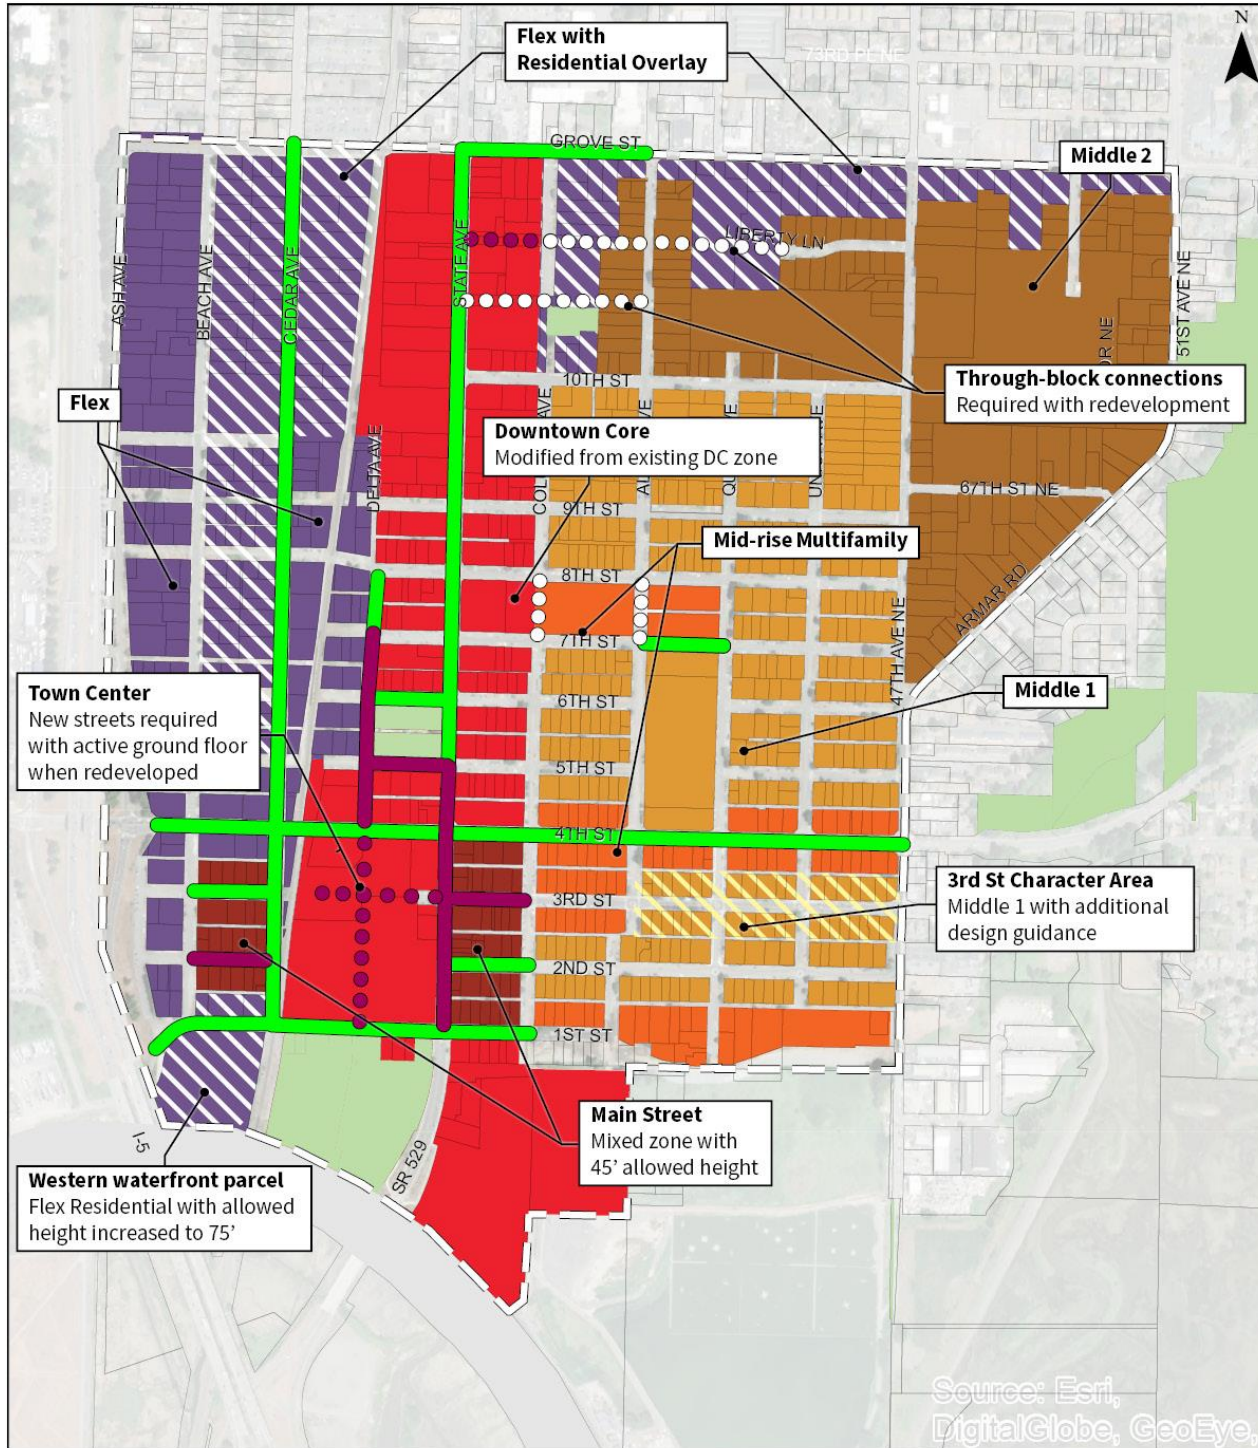 N
Flex with
Residential Overlay
73RD PL NE
GROVE ST
Middle 2
LIBERTY LN
STATE AVE
ASH AVE
BEACH AVE
CEDAR AVE
51ST AVE NE
DR NE
10TH ST
Through-block connections
Required with redevelopment
Flex
Downtown Core
Modified from existing DC zone
DELTA AVE
67TH ST NE
9TH ST
Mid-rise Multifamily
8TH ST
ARMAR RD
7TH ST
47TH AVE NE
Town Center
New streets required
with active ground floor
when redeveloped
Middle 1
6TH ST
5TH ST
4TH ST
3rd St Character Area
Middle 1 with additional
design guidance
3RD ST
2ND ST
1ST ST
Main Street
Mixed zone with
45' allowed height
I-5
SR 529
Western waterfront parcel
Flex Residential with allowed
height increased to 75'
Source: Esri,
DigitalGlobe, GeoEye,